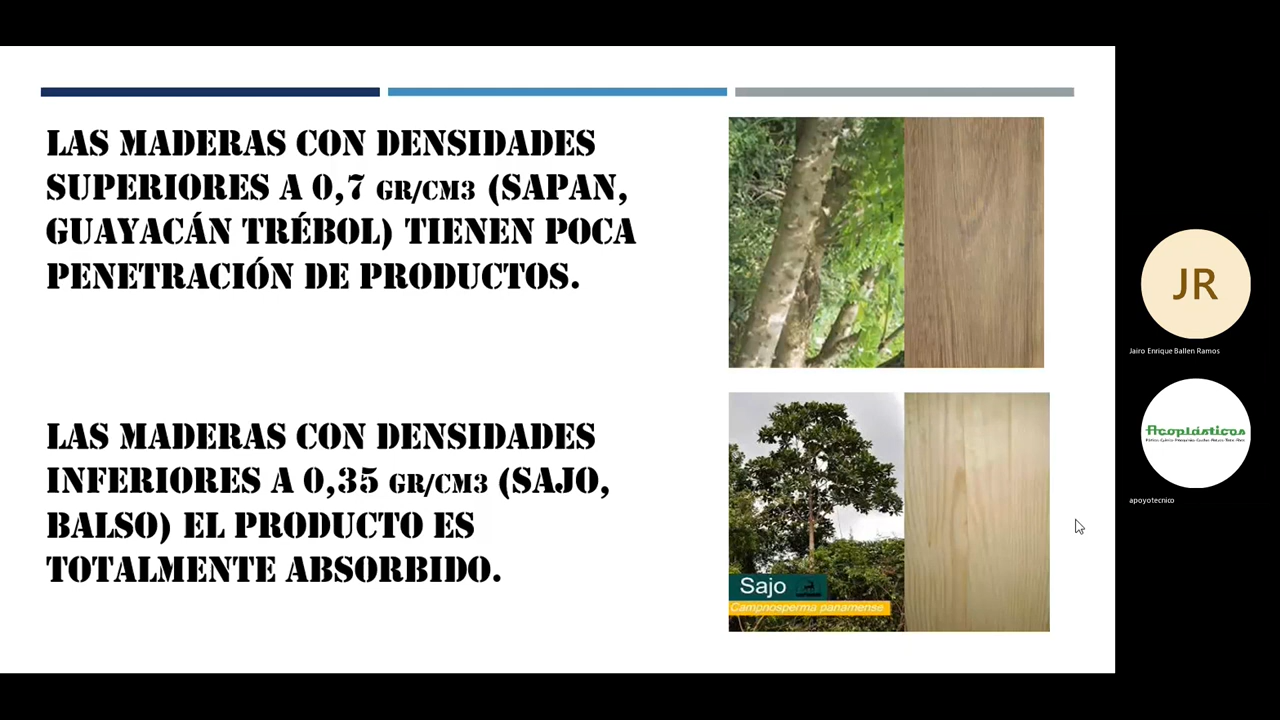 LAS MADERAS CON DENSIDADES
SUPERIORES A 0,7 GR/CM3 (SAPAN,
GUAYACÁN TRÉBOL) TIENEN POCA
PENETRACIÓN DE PRODUCTOS.
LAS MADERAS CON DENSIDADES
INFERIORES A 0,35 GR/CM3 (SAJO,
BALSO) EL PRODUCTO ES
TOTALMENTE ABSORBIDO.
Sajo
Campnosperma panamense
JR
Jairo Enrique Ballen Ramos
Acoplásticos
apoyotecnico